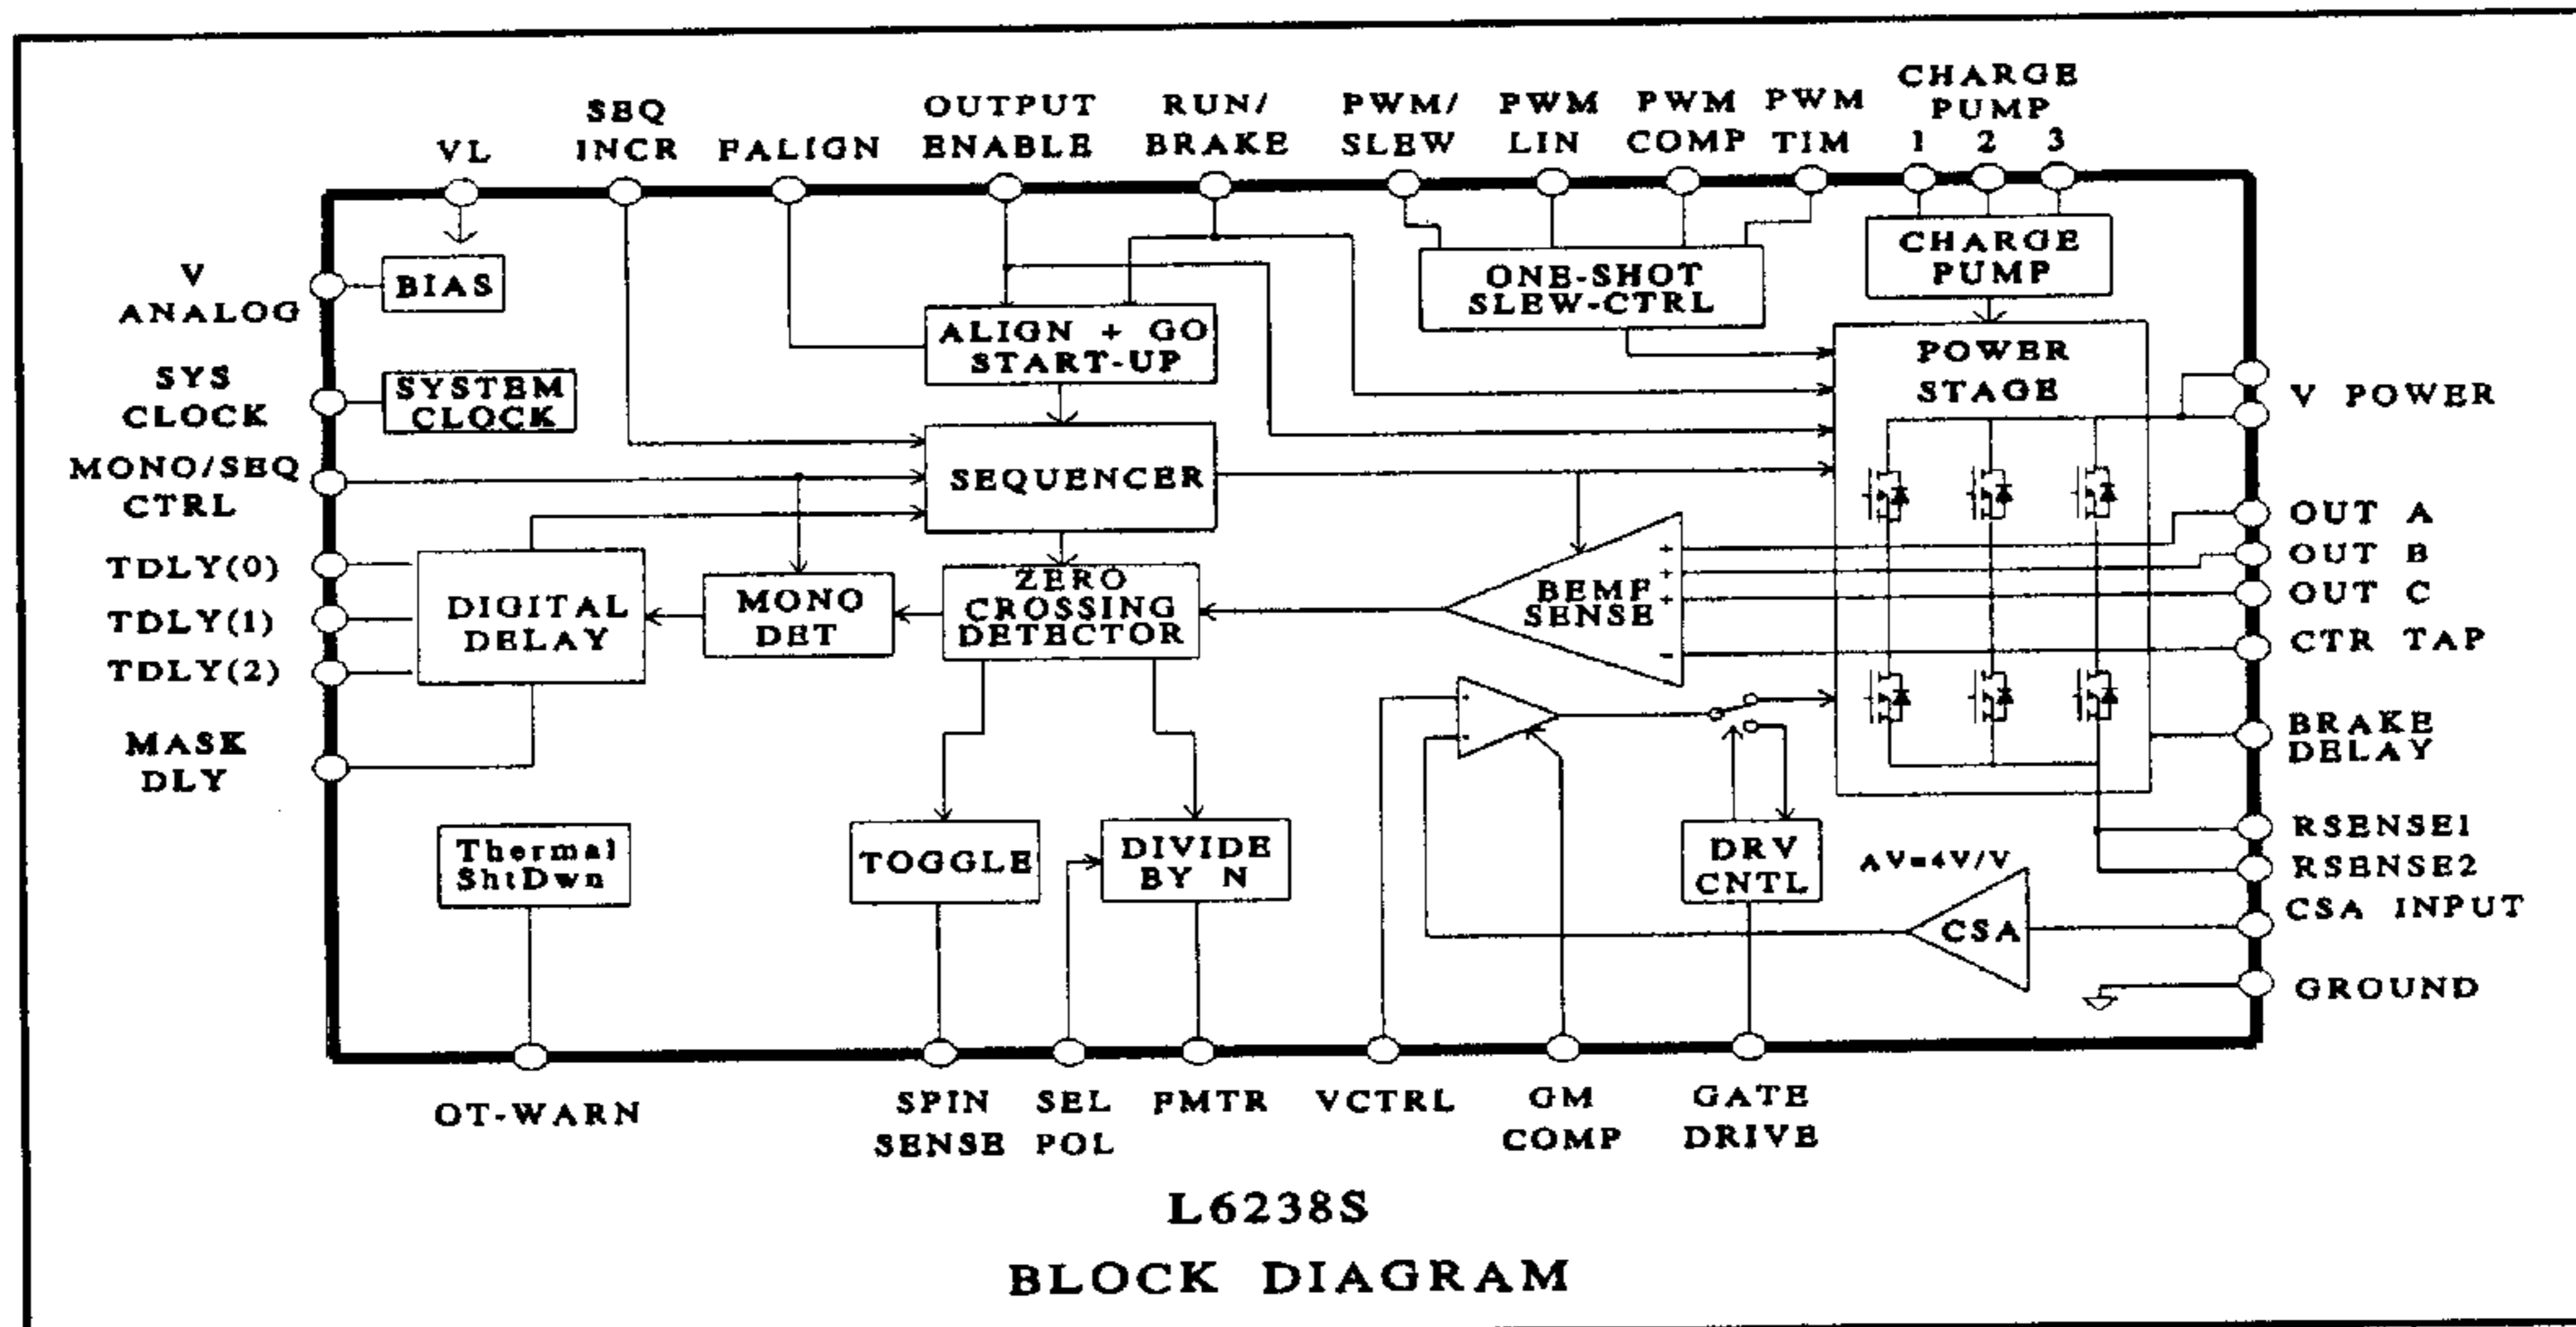 SEQ
INCR
VL
FALIGN
OUTPUT
ENABLE
RUN/
BRAKE
PWM/
SLEW
PWM
LIN
PWM
COMP
PWM
TIM
CHARGE
PUMP
1 2 3
V
ANALOG
BIAS
CHARGE
PUMP
ONE-SHOT
SLEW-CTRL
ALIGN + GO
START-UP
POWER
STAGE
SYS
CLOCK
SYSTEM
CLOCK
V POWER
MONO/SEQ
CTRL
SEQUENCER
OUT A
OUT B
OUT C
CTR TAP
TDLY(0)
TDLY(1)
TDLY(2)
DIGITAL
DELAY
MONO
DET
ZERO
CROSSING
DETECTOR
BEMF
SENSE
+
+
+
-
+
-
MASK
DLY
BRAKE
DELAY
Thermal
ShtDwn
TOGGLE
DIVIDE
BY N
DRV
CNTL
AV=4V/V
CSA
RSENSE1
RSENSE2
CSA INPUT
GROUND
OT-WARN
SPIN
SENSE
SEL
POL
FMTR
VCTRL
GM
COMP
GATE
DRIVE
L6238S
BLOCK DIAGRAM